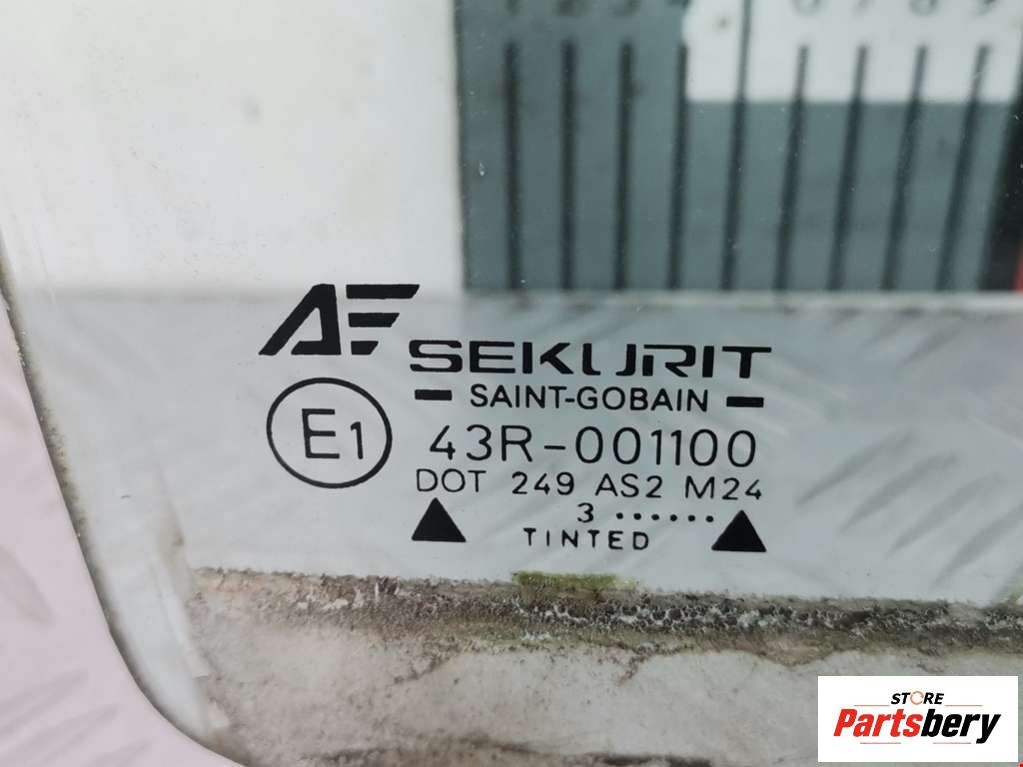 AF
SEKURIT
SAINT-GOBAIN
E1 43R-001100
DOT 249 AS2 M24
3 ......
TINTED
STORE
Partsbery